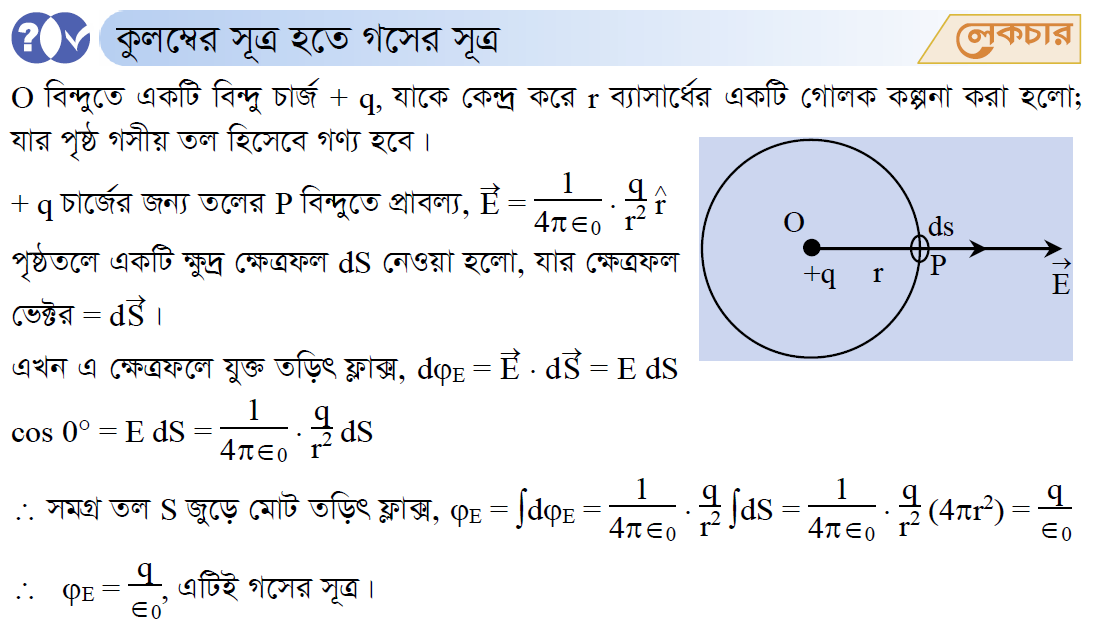 ?
কুলম্বের সূত্র হতে গসের সূত্র
লেকচার
O বিন্দুতে একটি বিন্দু চার্জ + q, যাকে কেন্দ্র করে r ব্যাসার্ধের একটি গোলক কল্পনা করা হলো;
যার পৃষ্ঠ গসীয় তল হিসেবে গণ্য হবে।
+ q চার্জের জন্য তলের P বিন্দুতে প্রাবল্য, E⃗ = 1/4π∈₀ · q/r² r̂
পৃষ্ঠতলে একটি ক্ষুদ্র ক্ষেত্রফল dS নেওয়া হলো, যার ক্ষেত্রফল
ভেক্টর = dS⃗ ।
এখন এ ক্ষেত্রফলে যুক্ত তড়িৎ ফ্লাক্স, dφ_E = E⃗ · dS⃗ = E dS
cos 0° = E dS = 1/4π∈₀ · q/r² dS
∴ সমগ্র তল S জুড়ে মোট তড়িৎ ফ্লাক্স, φ_E = ∫dφ_E = 1/4π∈₀ · q/r² ∫dS = 1/4π∈₀ · q/r² (4πr²) = q/∈₀
∴ φ_E = q/∈₀, এটিই গসের সূত্র।
O
ds
+q
r
P
E⃗